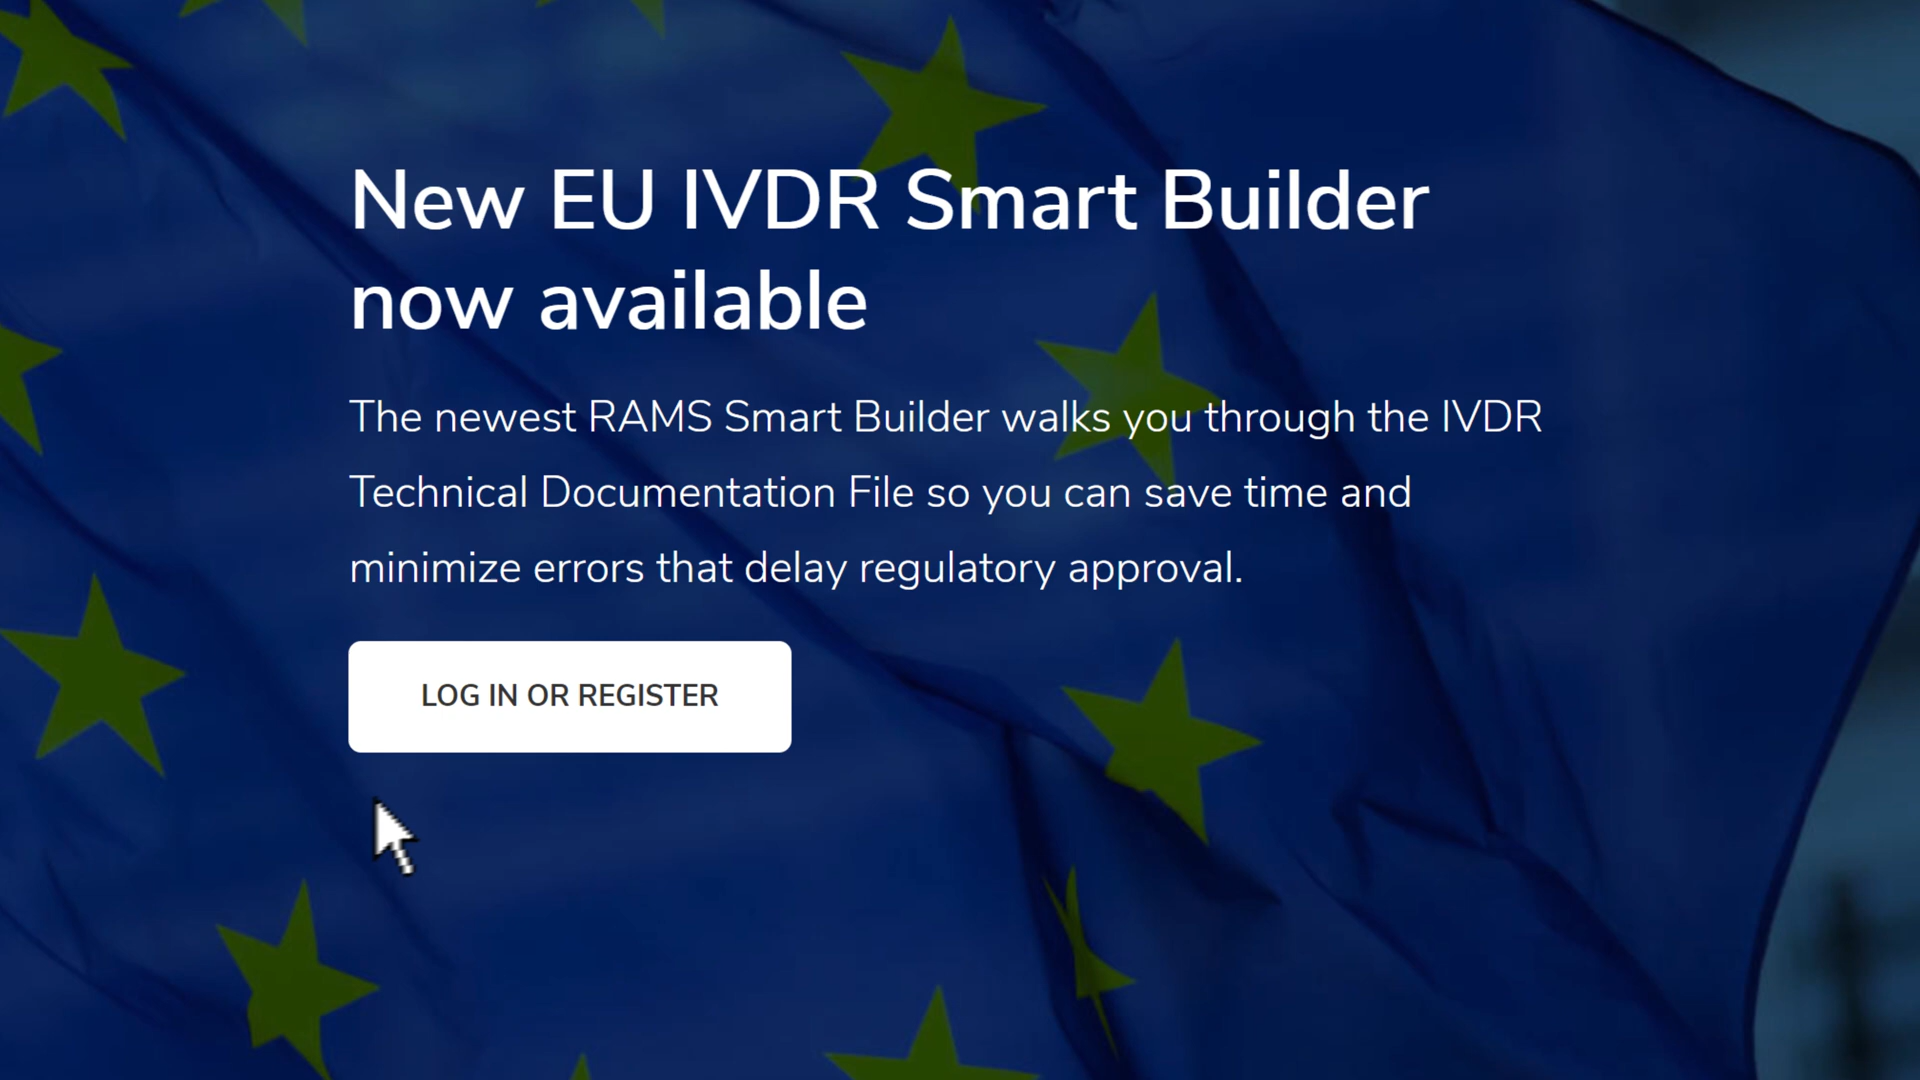 New EU IVDR Smart Builder
now available
The newest RAMS Smart Builder walks you through the IVDR
Technical Documentation File so you can save time and
minimize errors that delay regulatory approval.
LOG IN OR REGISTER